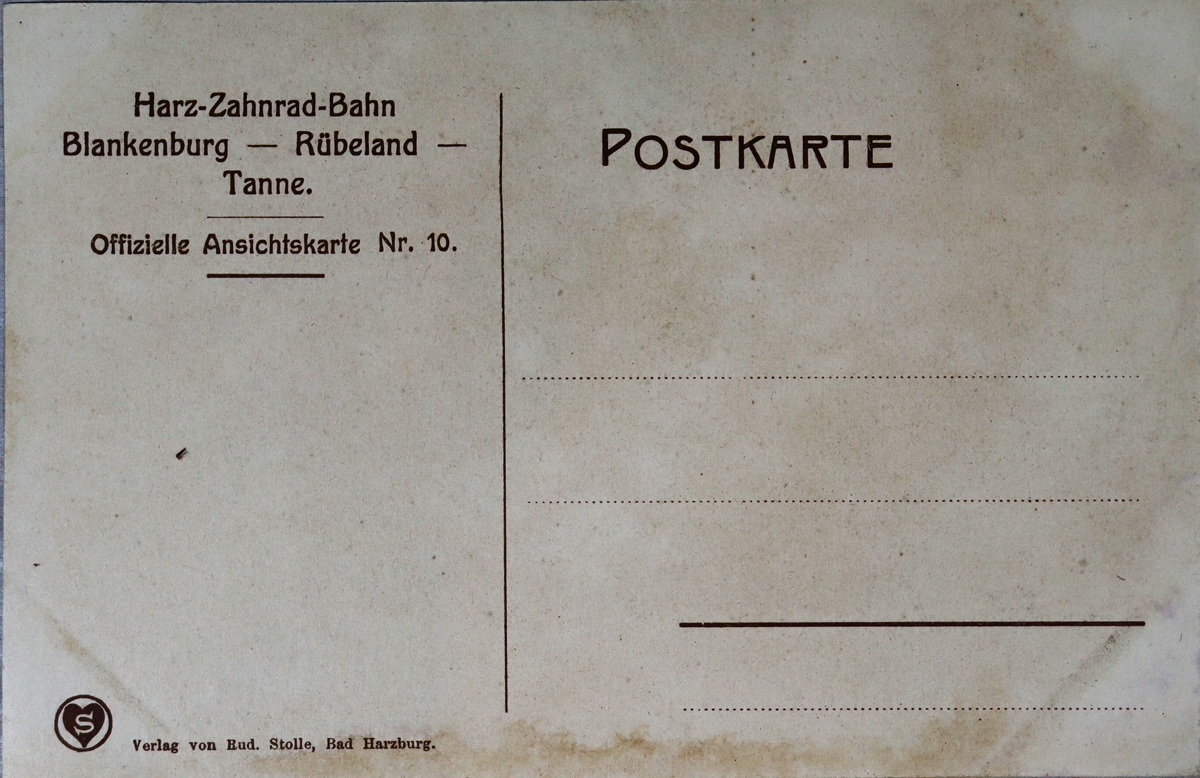 Harz-Zahnrad-Bahn
Blankenburg — Rübeland —
Tanne.
Offizielle Ansichtskarte Nr. 10.
POSTKARTE
S
Verlag von Rud. Stolle, Bad Harzburg.